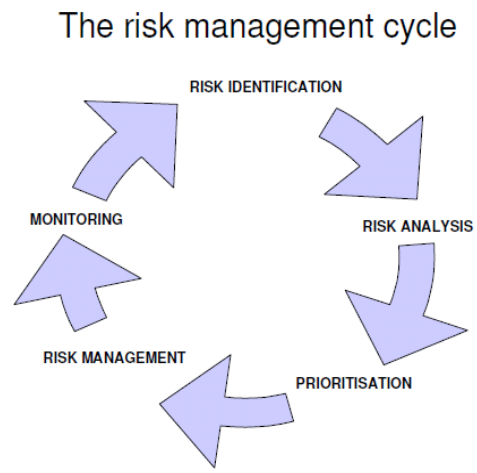 The risk management cycle
RISK IDENTIFICATION
RISK ANALYSIS
PRIORITISATION
RISK MANAGEMENT
MONITORING